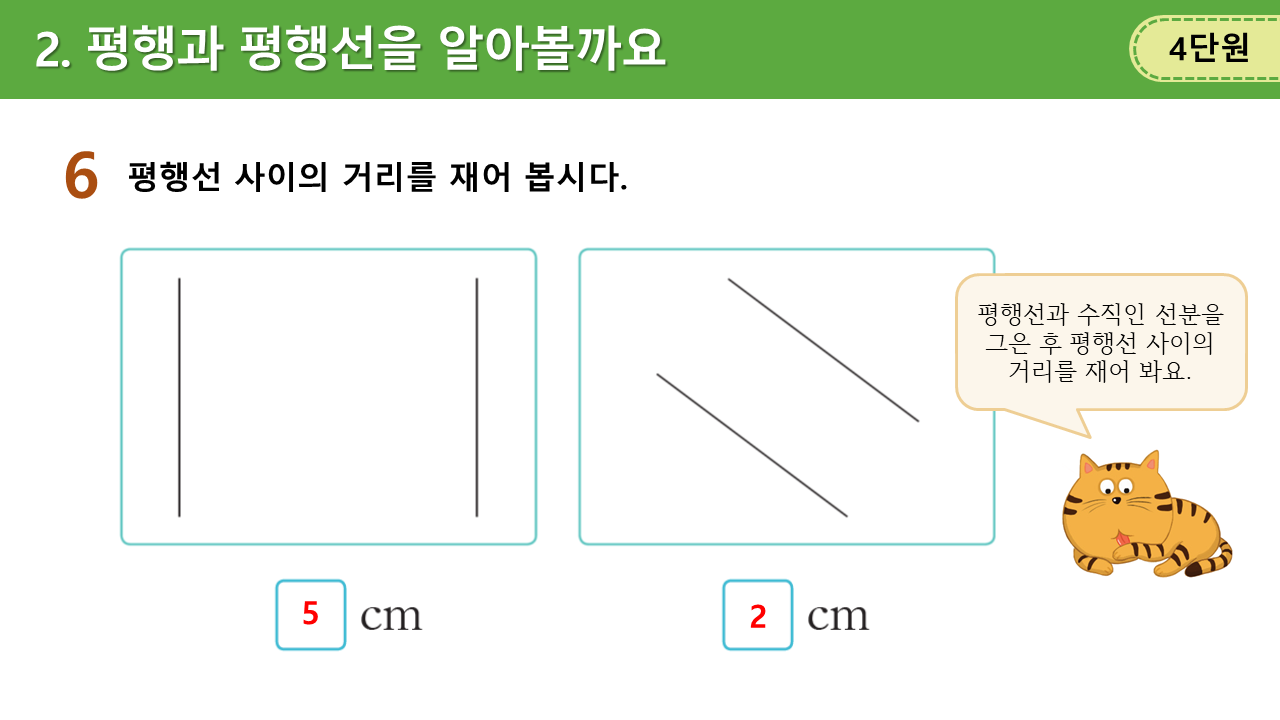 2. 평행과 평행선을 알아볼까요
4단원
6 평행선 사이의 거리를 재어 봅시다.
평행선과 수직인 선분을
그은 후 평행선 사이의
거리를 재어 봐요.
5 cm
2 cm